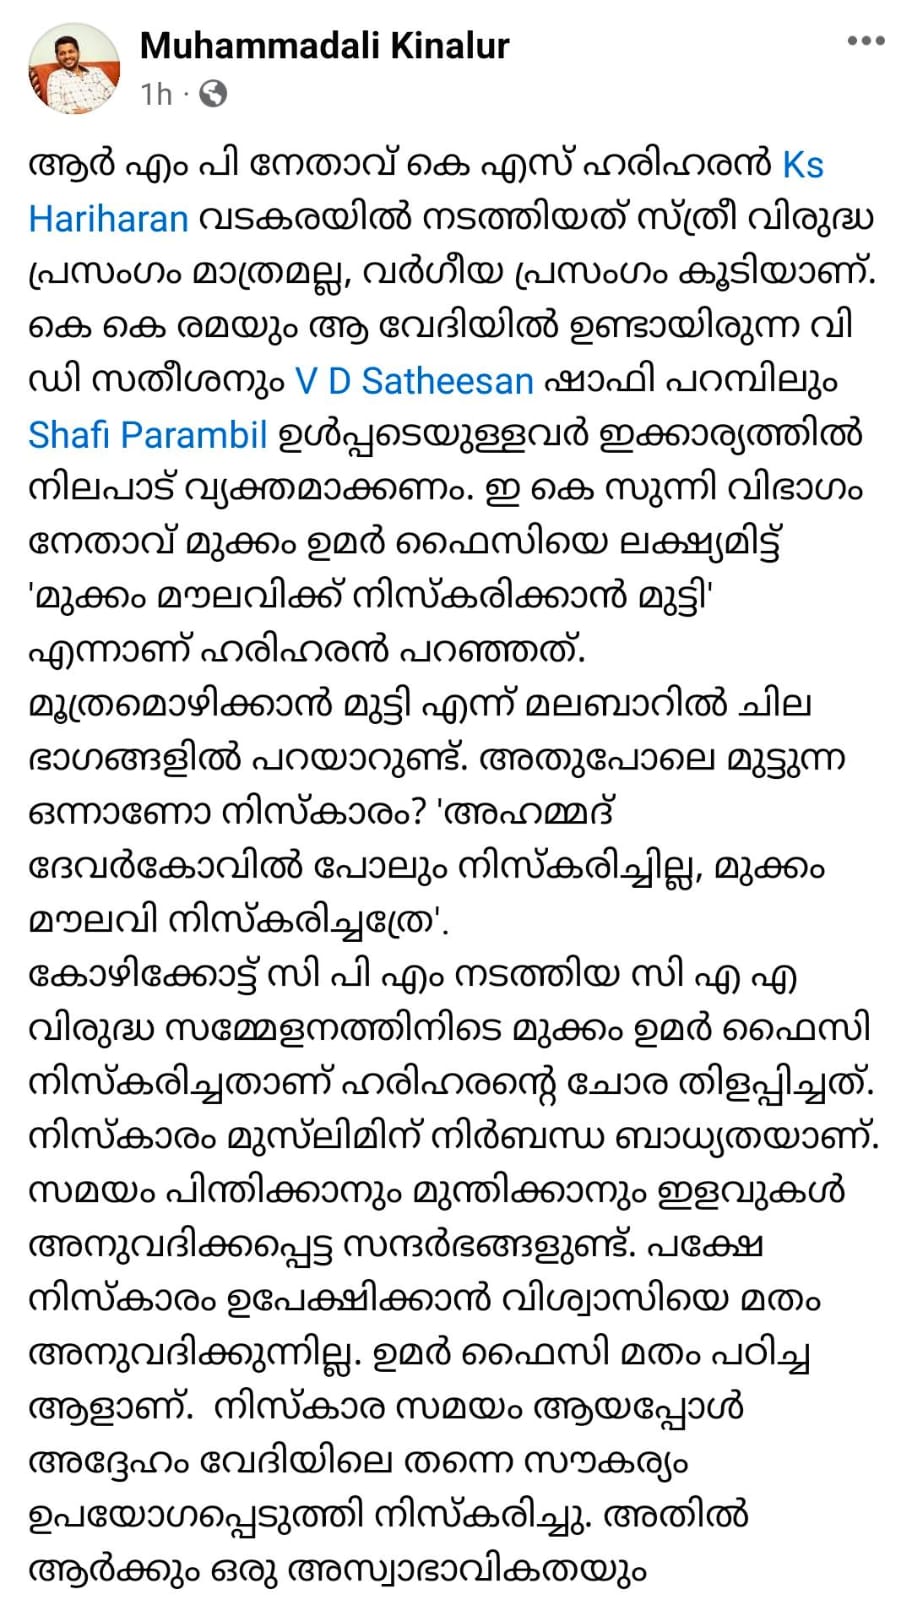 Muhammadali Kinalur
1h ·
ആർ എം പി നേതാവ് കെ എസ് ഹരിഹരൻ Ks
Hariharan വടകരയിൽ നടത്തിയത് സ്ത്രീ വിരുദ്ധ
പ്രസംഗം മാത്രമല്ല, വർഗീയ പ്രസംഗം കൂടിയാണ്.
കെ കെ രമയും ആ വേദിയിൽ ഉണ്ടായിരുന്ന വി
ഡി സതീശനും V D Satheesan ഷാഫി പറമ്പിലും
Shafi Parambil ഉൾപ്പടെയുള്ളവർ ഇക്കാര്യത്തിൽ
നിലപാട് വ്യക്തമാക്കണം. ഇ കെ സുന്നി വിഭാഗം
നേതാവ് മുക്കം ഉമർ ഫൈസിയെ ലക്ഷ്യമിട്ട്
'മുക്കം മൗലവിക്ക് നിസ്കരിക്കാൻ മുട്ടി'
എന്നാണ് ഹരിഹരൻ പറഞ്ഞത്.
മൂത്രമൊഴിക്കാൻ മുട്ടി എന്ന് മലബാറിൽ ചില
ഭാഗങ്ങളിൽ പറയാറുണ്ട്. അതുപോലെ മുട്ടുന്ന
ഒന്നാണോ നിസ്കാരം? 'അഹമ്മദ്
ദേവർകോവിൽ പോലും നിസ്കരിച്ചില്ല, മുക്കം
മൗലവി നിസ്കരിച്ചത്രേ'.
കോഴിക്കോട്ട് സി പി എം നടത്തിയ സി എ എ
വിരുദ്ധ സമ്മേളനത്തിനിടെ മുക്കം ഉമർ ഫൈസി
നിസ്കരിച്ചതാണ് ഹരിഹരന്റെ ചോര തിളപ്പിച്ചത്.
നിസ്കാരം മുസ്‌ലിമിന് നിർബന്ധ ബാധ്യതയാണ്.
സമയം പിന്തിക്കാനും മുന്തിക്കാനും ഇളവുകൾ
അനുവദിക്കപ്പെട്ട സന്ദർഭങ്ങളുണ്ട്. പക്ഷേ
നിസ്കാരം ഉപേക്ഷിക്കാൻ വിശ്വാസിയെ മതം
അനുവദിക്കുന്നില്ല. ഉമർ ഫൈസി മതം പഠിച്ച
ആളാണ്.  നിസ്കാര സമയം ആയപ്പോൾ
അദ്ദേഹം വേദിയിലെ തന്നെ സൗകര്യം
ഉപയോഗപ്പെടുത്തി നിസ്കരിച്ചു. അതിൽ
ആർക്കും ഒരു അസ്വാഭാവികതയും